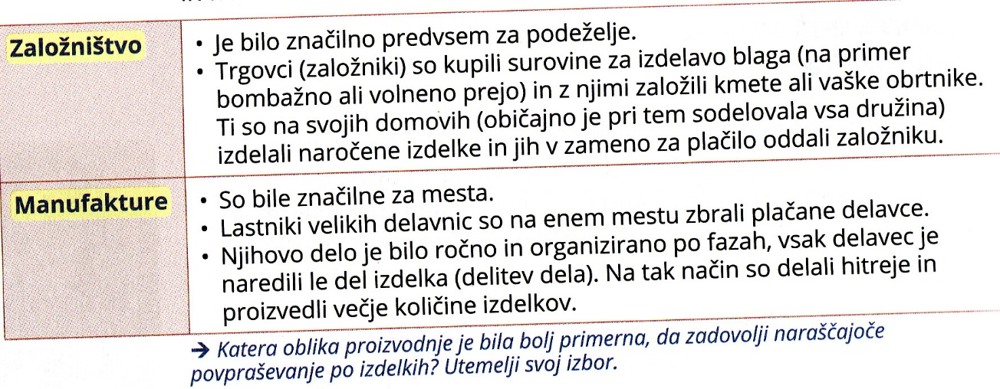 Založništvo
• Je bilo značilno predvsem za podeželje.
• Trgovci (založniki) so kupili surovine za izdelavo blaga (na primer
bombažno ali volneno prejo) in z njimi založili kmete ali vaške obrtnike.
Ti so na svojih domovih (običajno je pri tem sodelovala vsa družina)
izdelali naročene izdelke in jih v zameno za plačilo oddali založniku.
Manufakture
• So bile značilne za mesta.
• Lastniki velikih delavnic so na enem mestu zbrali plačane delavce.
• Njihovo delo je bilo ročno in organizirano po fazah, vsak delavec je
naredili le del izdelka (delitev dela). Na tak način so delali hitreje in
proizvedli večje količine izdelkov.
→ Katera oblika proizvodnje je bila bolj primerna, da zadovolji naraščajoče
povpraševanje po izdelkih? Utemelji svoj izbor.